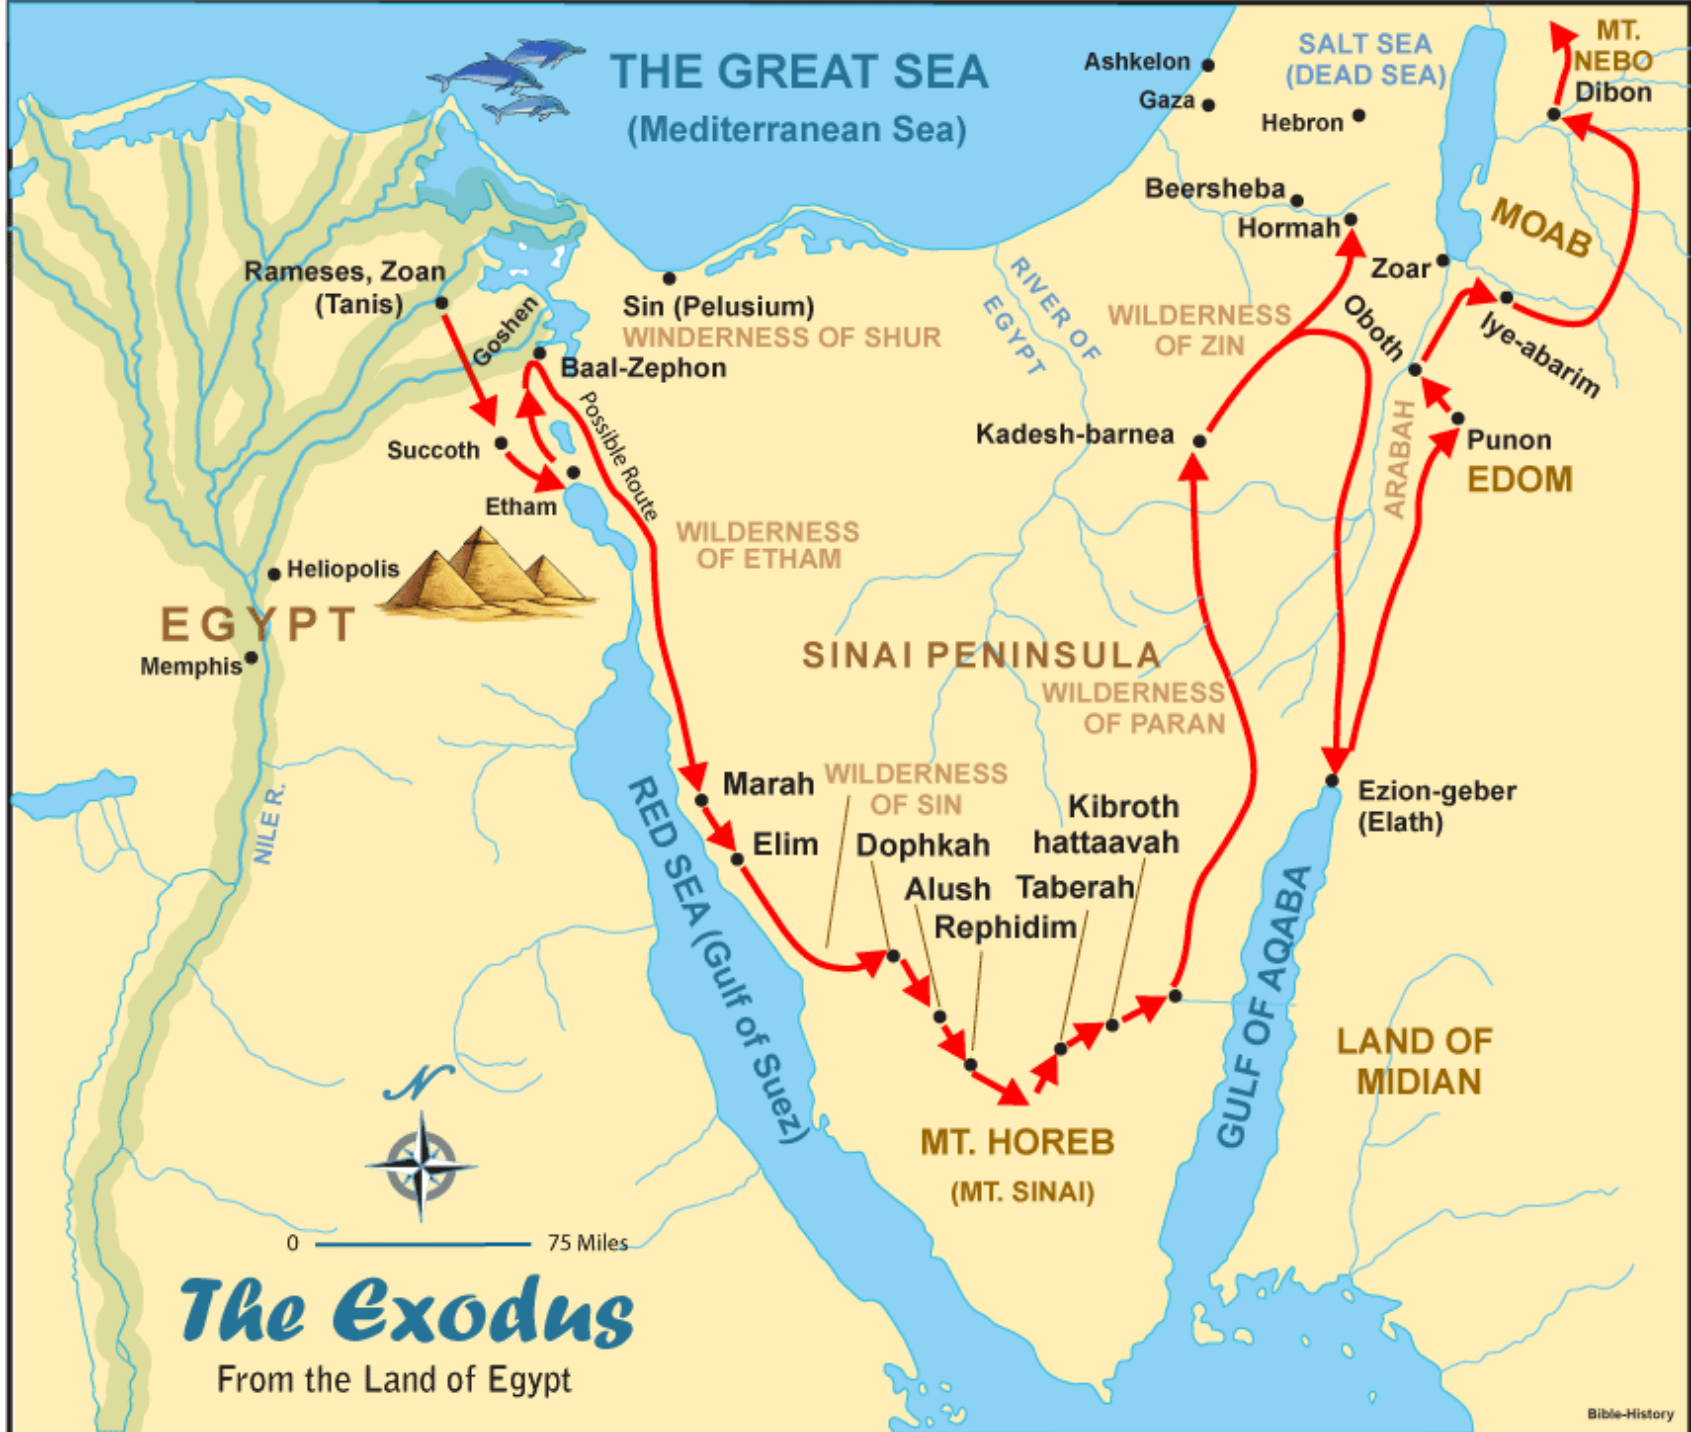 THE GREAT SEA
(Mediterranean Sea)
Ashkelon
Gaza
SALT SEA
(DEAD SEA)
Hebron
MT.
NEBO
Dibon
Beersheba
Hormah
Zoar
MOAB
Rameses, Zoan
(Tanis)
Goshen
Sin (Pelusium)
WINDERNESS OF SHUR
RIVER OF
EGYPT
WILDERNESS
OF ZIN
Oboth
Iye-abarim
Baal-Zephon
Possible Route
Succoth
Etham
Kadesh-barnea
ARABAH
Punon
EDOM
WILDERNESS
OF ETHAM
Heliopolis
EGYPT
Memphis
SINAI PENINSULA
WILDERNESS
OF PARAN
NILE R.
RED SEA (Gulf of Suez)
Marah
Elim
WILDERNESS
OF SIN
Dophkah
Alush
Rephidim
Kibroth
hattaavah
Taberah
Ezion-geber
(Elath)
GULF OF AQABA
LAND OF
MIDIAN
MT. HOREB
(MT. SINAI)
N
0 75 Miles
The Exodus
From the Land of Egypt
Bible-History